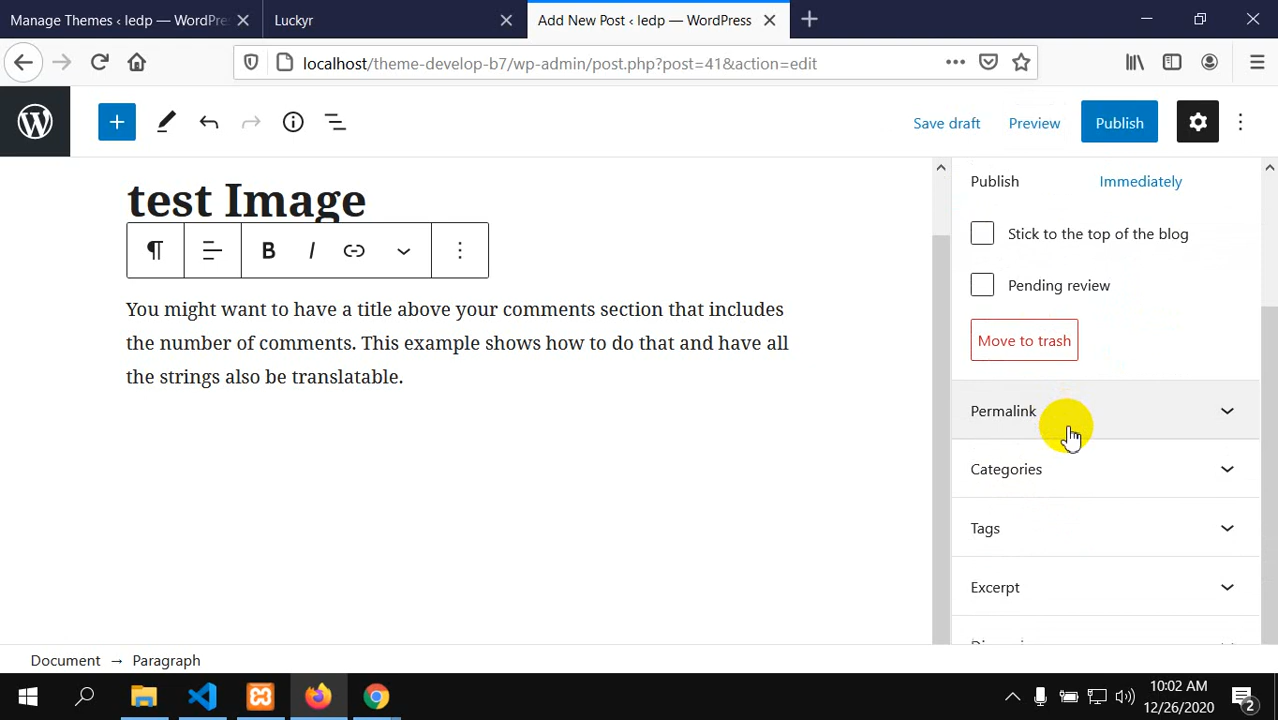 Manage Themes ‹ ledp — WordPre
Luckyr
Add New Post ‹ ledp — WordPress
localhost/theme-develop-b7/wp-admin/post.php?post=41&action=edit
Save draft
Preview
Publish
test Image
B I
You might want to have a title above your comments section that includes
the number of comments. This example shows how to do that and have all
the strings also be translatable.
Publish
Immediately
Stick to the top of the blog
Pending review
Move to trash
Permalink
Categories
Tags
Excerpt
Document → Paragraph
10:02 AM
12/26/2020
2